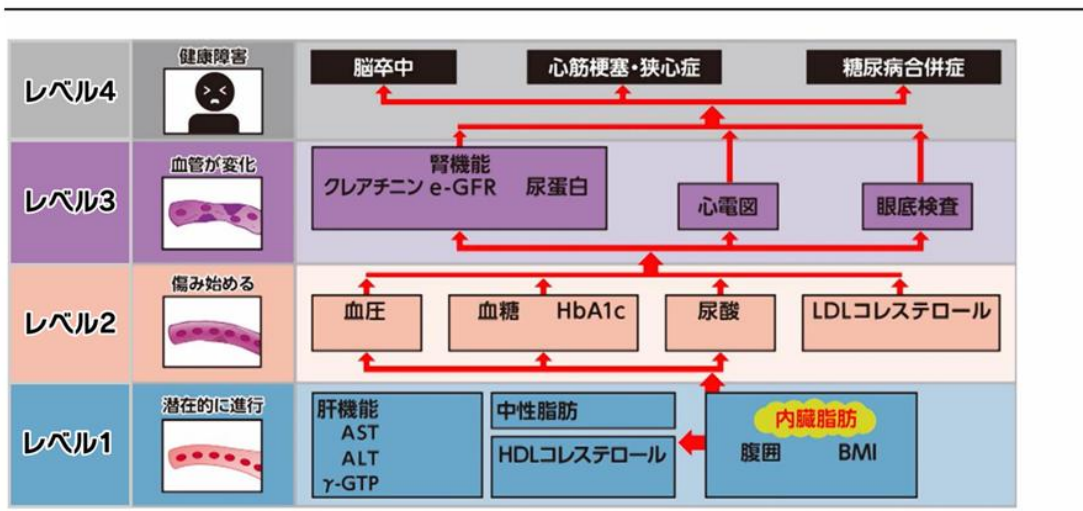 レベル4
健康障害
脳卒中
心筋梗塞・狭心症
糖尿病合併症
レベル3
血管が変化
腎機能
クレアチニン e-GFR 尿蛋白
心電図
眼底検査
レベル2
傷み始める
血圧
血糖 HbA1c
尿酸
LDLコレステロール
レベル1
潜在的に進行
肝機能
AST
ALT
γ-GTP
中性脂肪
HDLコレステロール
内臓脂肪
腹囲 BMI